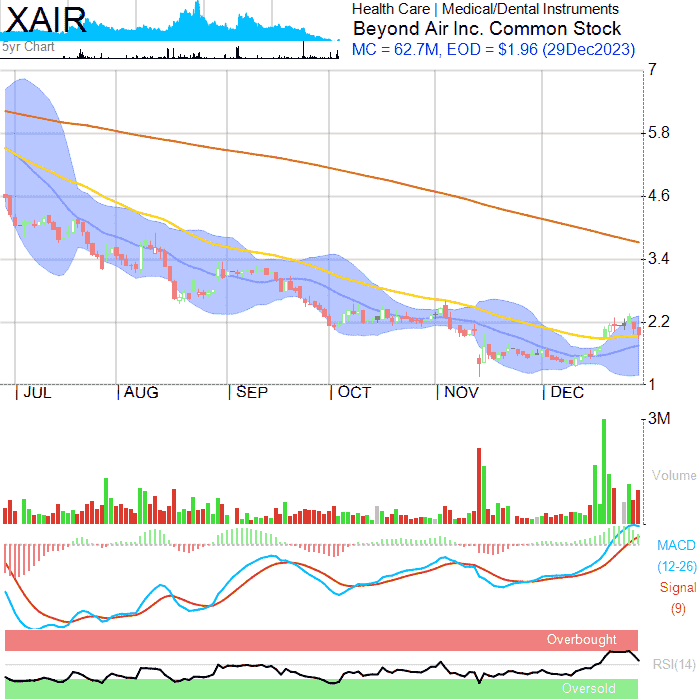 XAIR
5yr Chart
Health Care | Medical/Dental Instruments
Beyond Air Inc. Common Stock
MC = 62.7M, EOD = $1.96 (29Dec2023)
7
5.8
4.6
3.4
2.2
1
JUL AUG SEP OCT NOV DEC
3M
Volume
MACD
(12-26)
Signal
(9)
Overbought
RSI(14)
Oversold